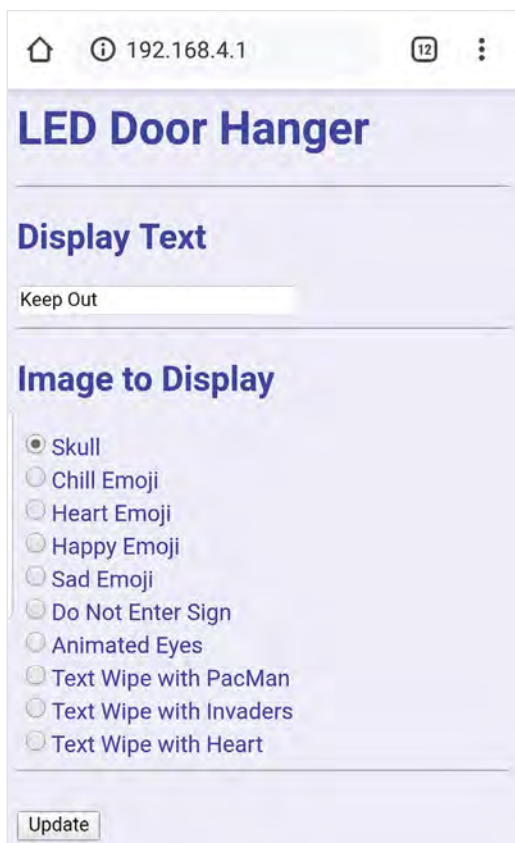 192.168.4.1 12
LED Door Hanger
Display Text
Keep Out
Image to Display
Skull
Chill Emoji
Heart Emoji
Happy Emoji
Sad Emoji
Do Not Enter Sign
Animated Eyes
Text Wipe with PacMan
Text Wipe with Invaders
Text Wipe with Heart
Update